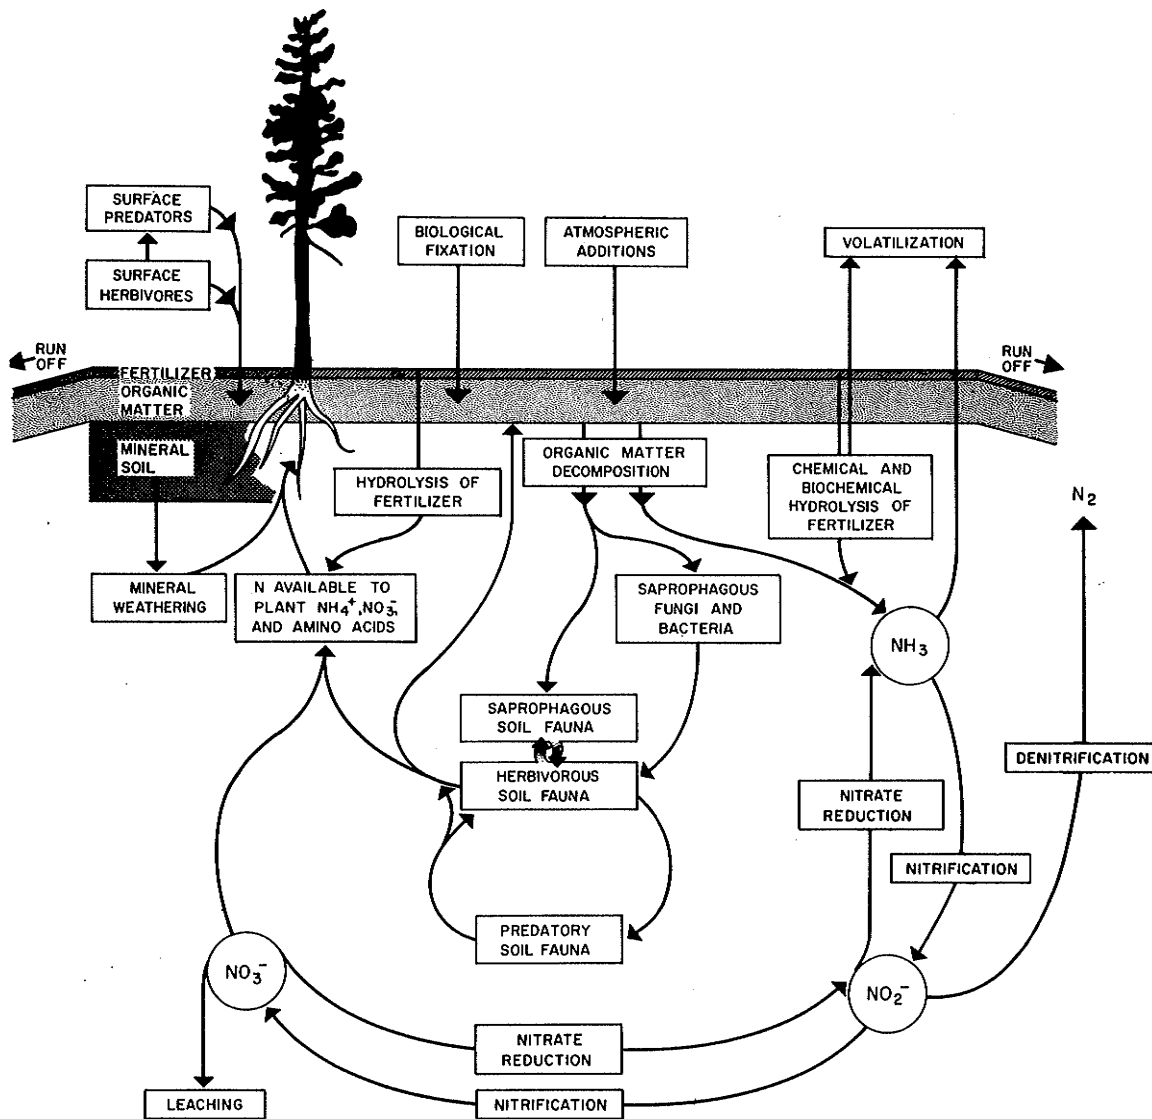 SURFACE
PREDATORS
SURFACE
HERBIVORES
BIOLOGICAL
FIXATION
ATMOSPHERIC
ADDITIONS
VOLATILIZATION
RUN
OFF
RUN
OFF
FERTILIZER
ORGANIC
MATTER
MINERAL
SOIL
HYDROLYSIS OF
FERTILIZER
ORGANIC MATTER
DECOMPOSITION
CHEMICAL AND
BIOCHEMICAL
HYDROLYSIS OF
FERTILIZER
N₂
MINERAL
WEATHERING
N AVAILABLE TO
PLANT NH₄⁺, NO₃⁻,
AND AMINO ACIDS
SAPROPHAGOUS
FUNGI AND
BACTERIA
NH₃
SAPROPHAGOUS
SOIL FAUNA
HERBIVOROUS
SOIL FAUNA
NITRATE
REDUCTION
DENITRIFICATION
NITRIFICATION
PREDATORY
SOIL FAUNA
NO₃⁻
NO₂⁻
NITRATE
REDUCTION
LEACHING
NITRIFICATION